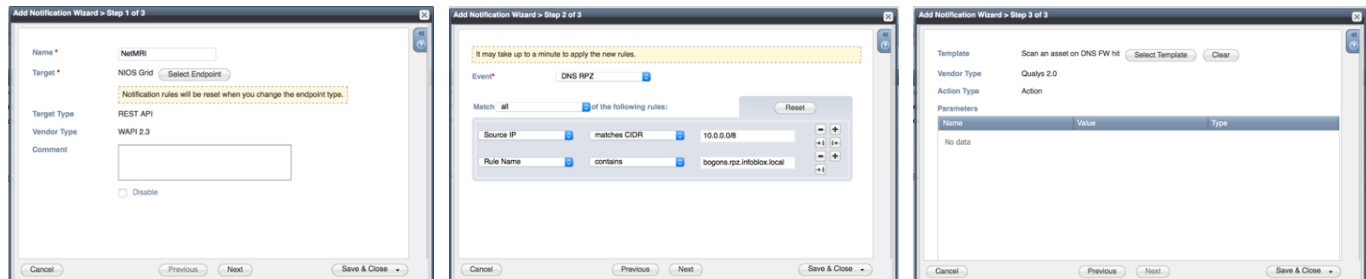 Add Notification Wizard > Step 1 of 3
Name *
NetMRI
Target *
NIOS Grid
Select Endpoint
Notification rules will be reset when you change the endpoint type.
Target Type
REST API
Vendor Type
WAPI 2.3
Comment
Disable
Cancel
Previous
Next
Save & Close
Add Notification Wizard > Step 2 of 3
It may take up to a minute to apply the new rules.
Event*
DNS RPZ
Match all of the following rules:
Reset
Source IP
matches CIDR
10.0.0.0/8
Rule Name
contains
bogons.rpz.infoblox.local
Cancel
Previous
Next
Save & Close
Add Notification Wizard > Step 3 of 3
Template
Scan an asset on DNS FW hit
Select Template
Clear
Vendor Type
Qualys 2.0
Action Type
Action
Parameters
Name Value Type
No data
Cancel
Previous
Next
Save & Close